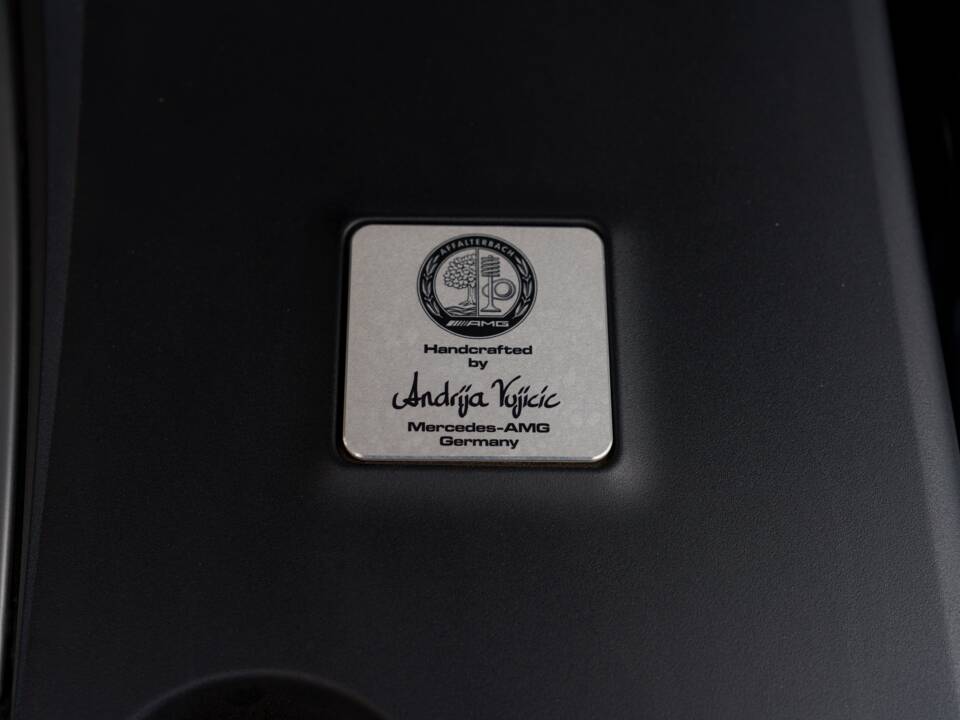 AFFALTERBACH
AMG
Handcrafted
by
Andrija Vujicic
Mercedes-AMG
Germany